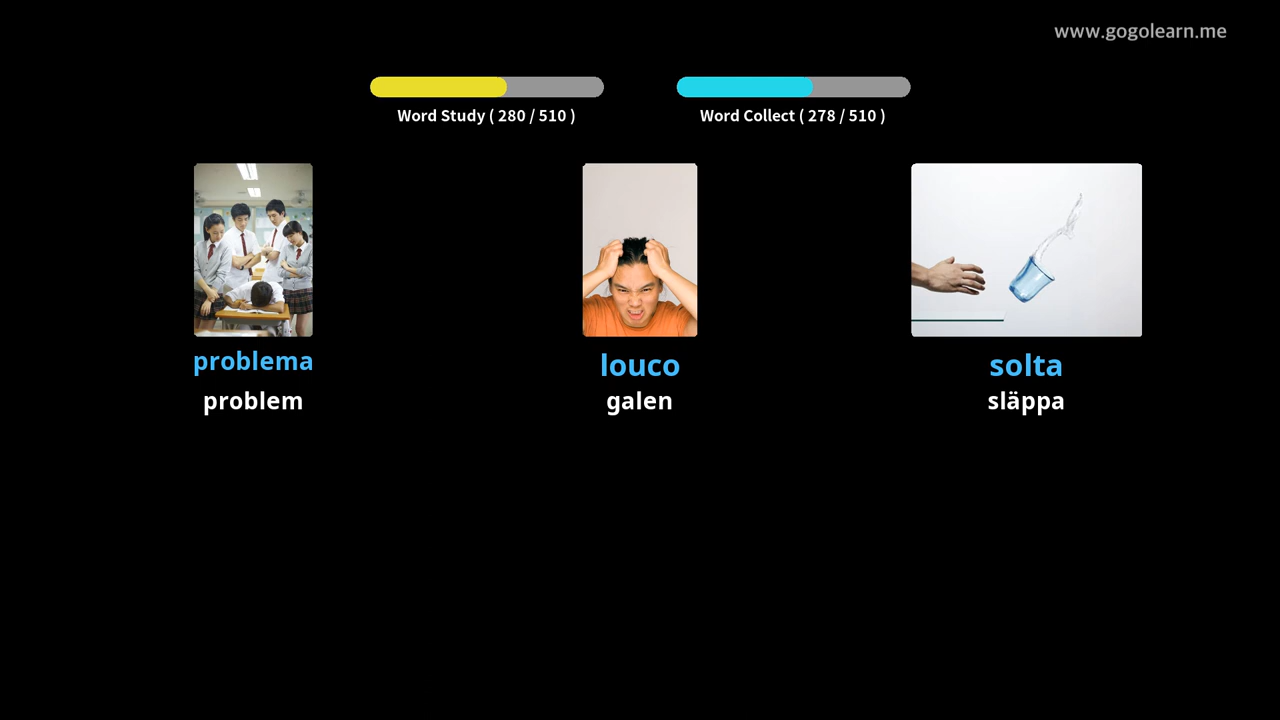 www.gogolearn.me
Word Study ( 280 / 510 )
Word Collect ( 278 / 510 )
problema
problem
louco
galen
solta
släppa